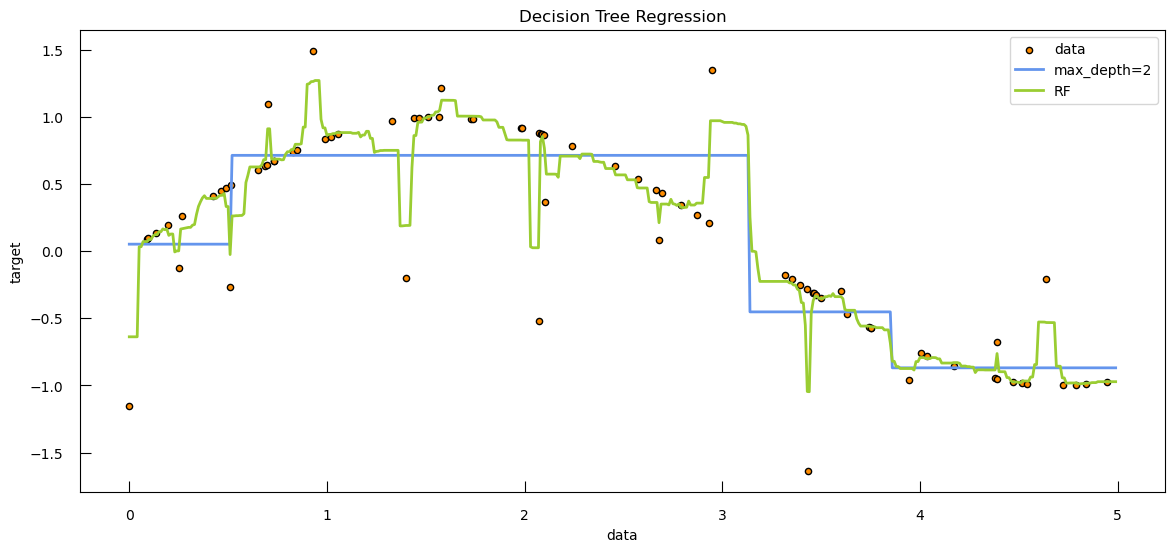 Decision Tree Regression
data
max_depth=2
RF
target
1.5
1.0
0.5
0.0
−0.5
−1.0
−1.5
0 1 2 3 4 5
data